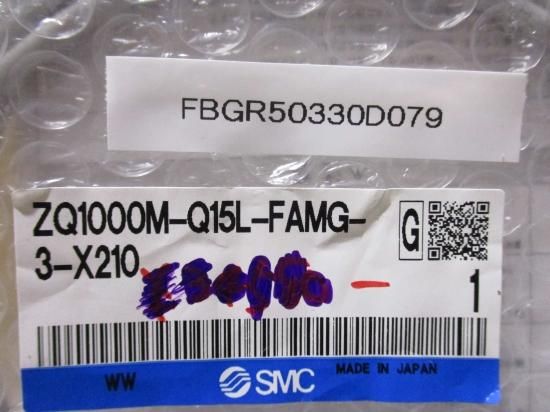 FBGR50330D079
ZQ1000M-Q15L-FAMG-
3-X210
G
1
WW
SMC
MADE IN JAPAN